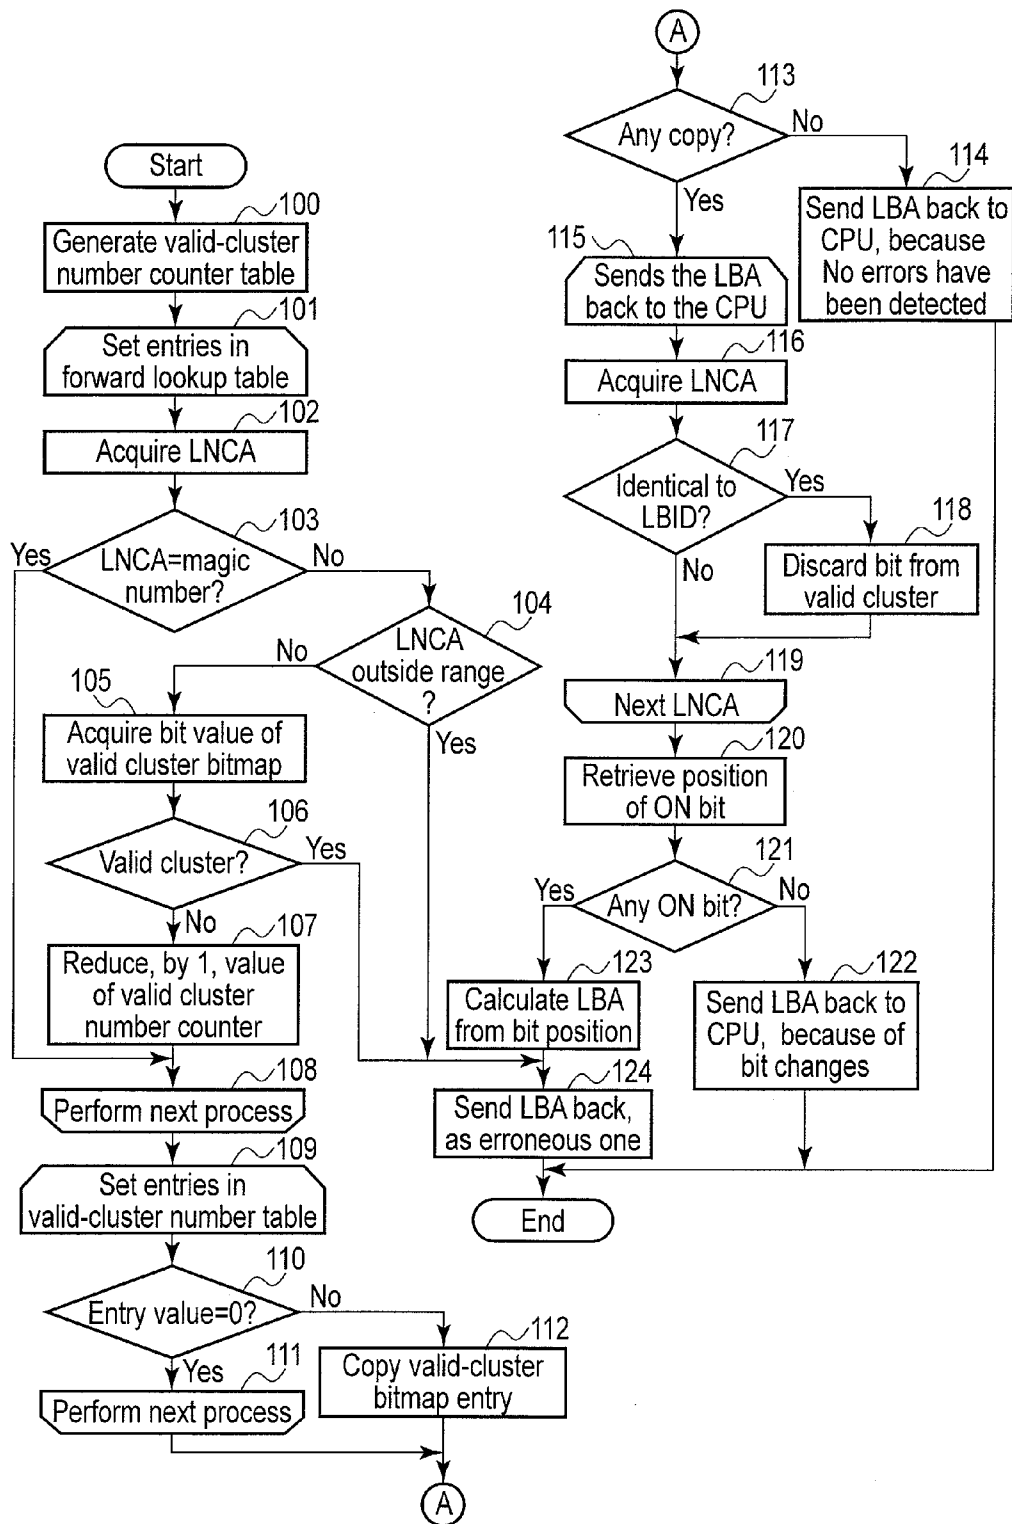 Start
100
Generate valid-cluster
number counter table
101
Set entries in
forward lookup table
102
Acquire LNCA
103
Yes
LNCA=magic
number?
No
104
LNCA
outside range
?
No
Yes
105
Acquire bit value of
valid cluster bitmap
106
Valid cluster?
Yes
No
107
Reduce, by 1, value
of valid cluster
number counter
108
Perform next process
109
Set entries in
valid-cluster number table
110
Entry value=0?
No
Yes
111
Perform next process
112
Copy valid-cluster
bitmap entry
A
A
113
Any copy?
No
Yes
114
Send LBA back to
CPU, because
No errors have
been detected
115
Sends the LBA
back to the CPU
116
Acquire LNCA
117
Identical to
LBID?
Yes
No
118
Discard bit from
valid cluster
119
Next LNCA
120
Retrieve position
of ON bit
121
Yes
Any ON bit?
No
122
Send LBA back to
CPU, because of
bit changes
123
Calculate LBA
from bit position
124
Send LBA back,
as erroneous one
End